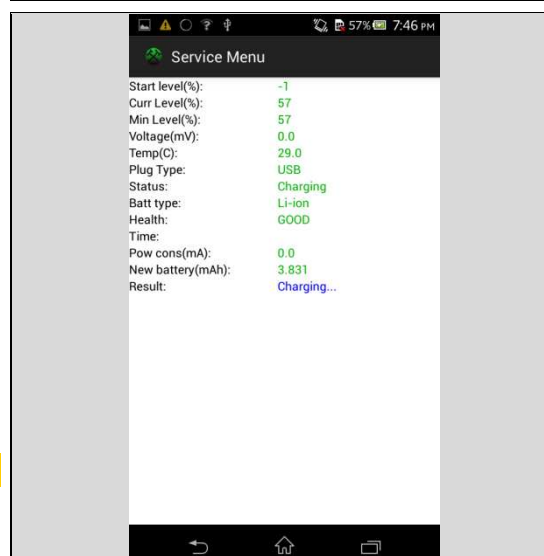 57% 7:46 PM
Service Menu
Start level(%): -1
Curr Level(%): 57
Min Level(%): 57
Voltage(mV): 0.0
Temp(C): 29.0
Plug Type: USB
Status: Charging
Batt type: Li-ion
Health: GOOD
Time:
Pow cons(mA): 0.0
New battery(mAh): 3.831
Result: Charging...